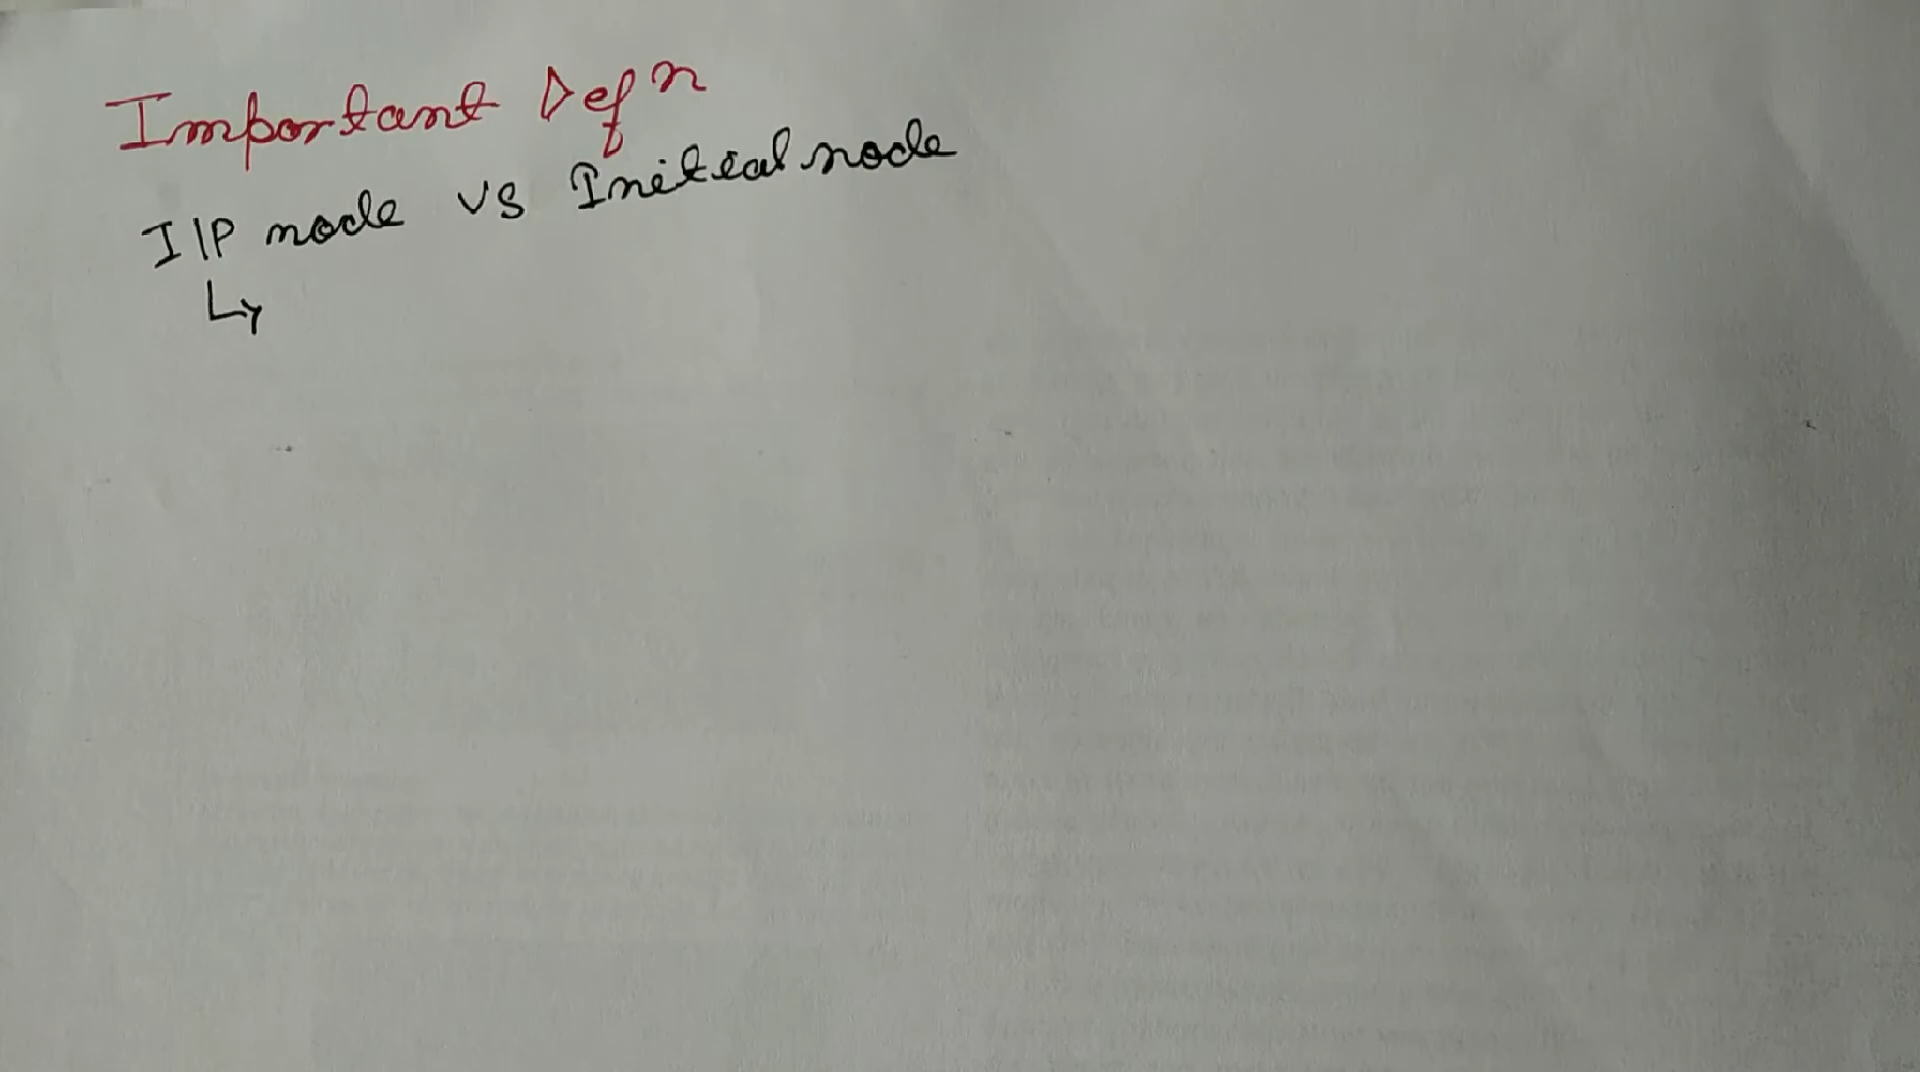 Important Defn
I/P node vs Initial node